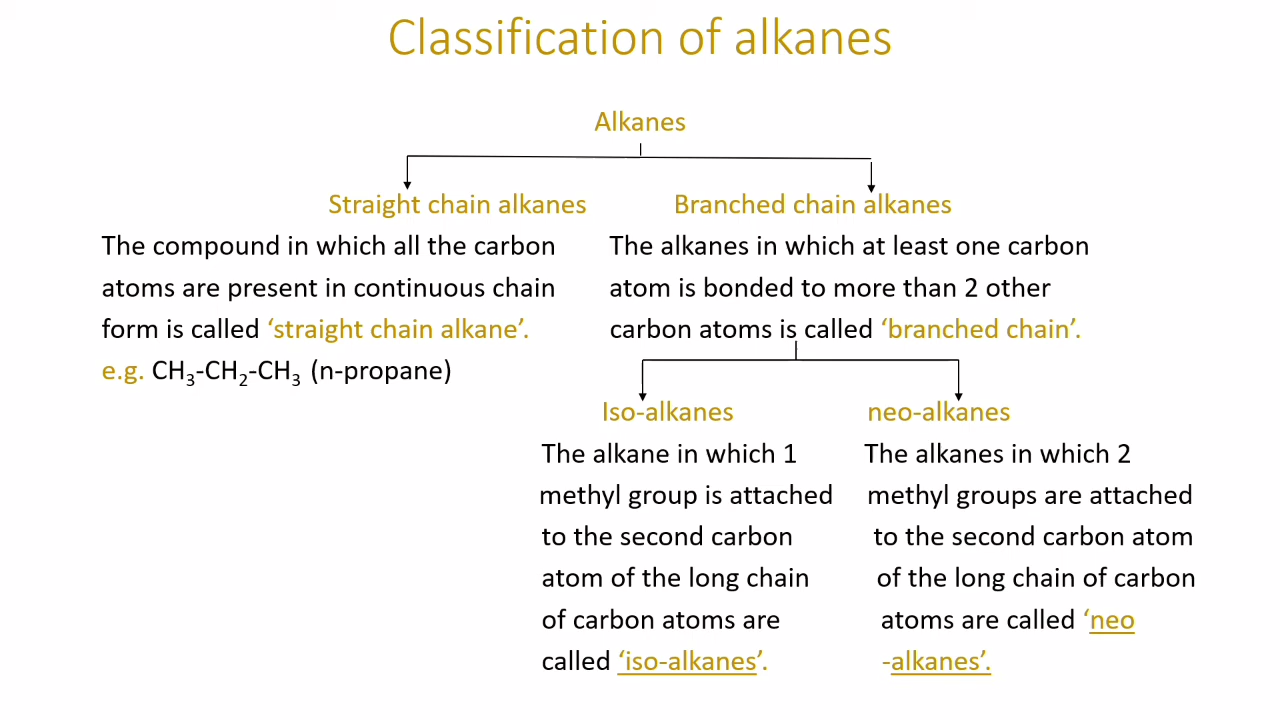 Classification of alkanes
Alkanes
Straight chain alkanes
The compound in which all the carbon
atoms are present in continuous chain
form is called ‘straight chain alkane’.
e.g. CH₃-CH₂-CH₃ (n-propane)
Branched chain alkanes
The alkanes in which at least one carbon
atom is bonded to more than 2 other
carbon atoms is called ‘branched chain’.
Iso-alkanes
The alkane in which 1
methyl group is attached
to the second carbon
atom of the long chain
of carbon atoms are
called ‘iso-alkanes’.
neo-alkanes
The alkanes in which 2
methyl groups are attached
to the second carbon atom
of the long chain of carbon
atoms are called ‘neo
-alkanes’.